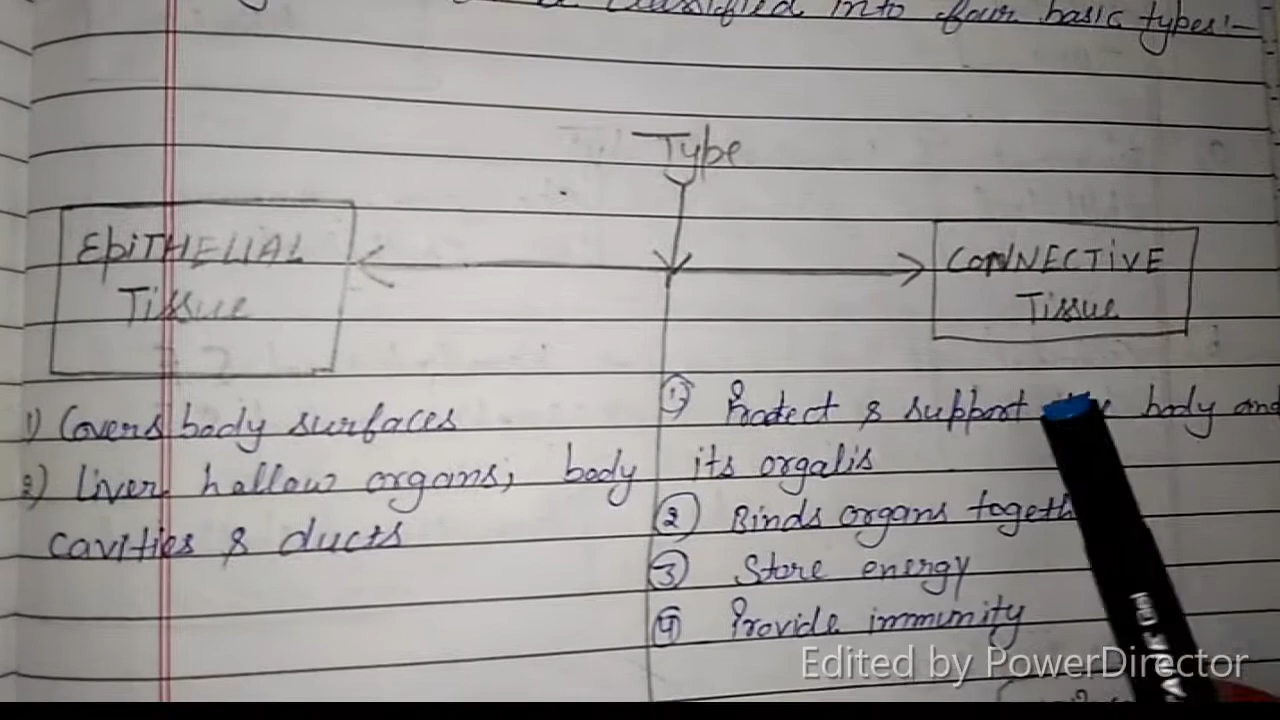 classified into four basic types:-
Type
EpiTHELIAL
Tissue
CONNECTIVE
Tissue
1) Covers body surfaces
2) Liver hallow organs, body
cavities & ducts
① Protect & support body and
its orgalis
② Binds organs togeth
③ Store energy
④ Provide immunity
Edited by PowerDirector